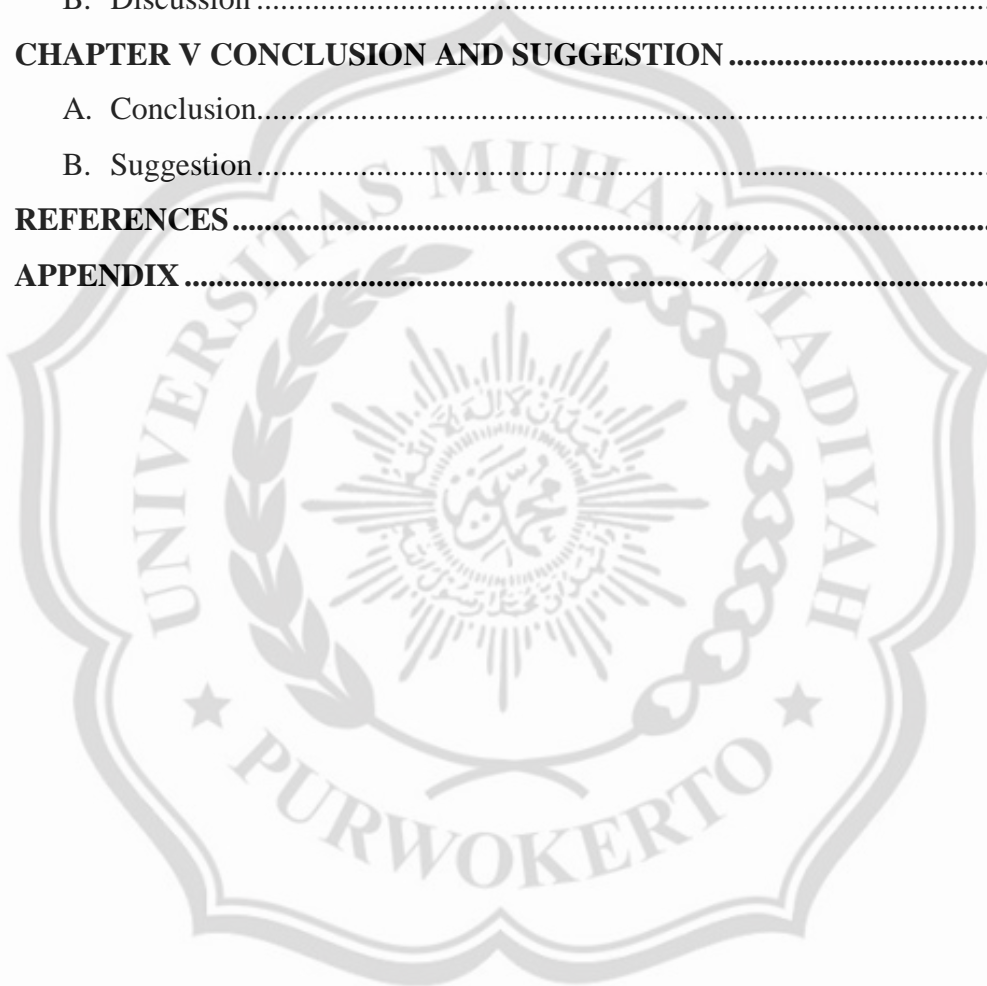 B. Discussion ........................................................................................
CHAPTER V CONCLUSION AND SUGGESTION .................................
A. Conclusion........................................................................................
B. Suggestion ........................................................................................
REFERENCES ........................................................................................
APPENDIX ........................................................................................
UNIVERSITAS MUHAMMADIYAH
PURWOKERTO